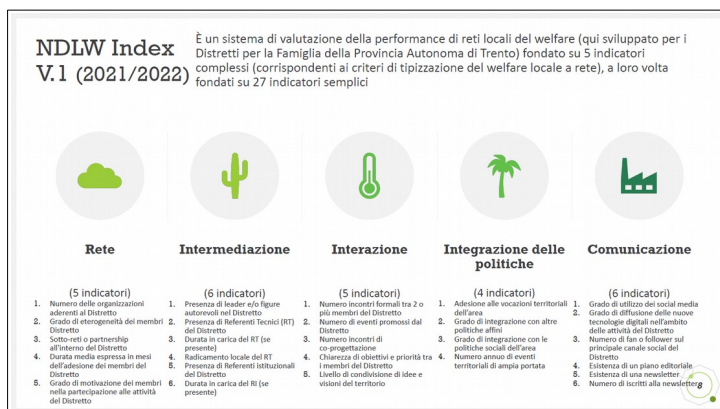 NDLW Index
V.1 (2021/2022)
È un sistema di valutazione della performance di reti locali del welfare (qui sviluppato per i
Distretti per la Famiglia della Provincia Autonoma di Trento) fondato su 5 indicatori
complessi (corrispondenti ai criteri di tipizzazione del welfare locale a rete), a loro volta
fondati su 27 indicatori semplici
Rete
(5 indicatori)
1. Numero delle organizzazioni
aderenti al Distretto
2. Grado di eterogeneità dei membri
Distretto
3. Sotto-reti o partnership
all'interno del Distretto
4. Durata media espressa in mesi
dell'adesione dei membri del
Distretto
5. Grado di motivazione dei membri
nella partecipazione alle attività
del Distretto
Intermediazione
(6 indicatori)
1. Presenza di leader e/o figure
autorevoli nel Distretto
2. Presenza di Referenti Tecnici (RT)
del Distretto
3. Durata in carica del RT (se
presente)
4. Radicamento locale del RT
5. Presenza di Referenti istituzionali
del Distretto
6. Durata in carica del RI (se
presente)
Interazione
(5 indicatori)
1. Numero incontri formali tra 2 o
più membri del Distretto
2. Numero di eventi promossi dal
Distretto
3. Numero incontri di
co-progettazione
4. Chiarezza di obiettivi e priorità tra
i membri del Distretto
5. Livello di condivisione di idee e
visioni del territorio
Integrazione delle
politiche
(4 indicatori)
1. Adesione alle vocazioni territoriali
dell'area
2. Grado di integrazione con altre
politiche affini
3. Grado di integrazione con le
politiche sociali dell'area
4. Numero annuo di eventi
territoriali di ampia portata
Comunicazione
(6 indicatori)
1. Grado di utilizzo dei social media
2. Grado di diffusione delle nuove
tecnologie digitali nell'ambito
delle attività del Distretto
3. Numero di fan o follower sul
principale canale social del
Distretto
4. Esistenza di un piano editoriale
5. Esistenza di una newsletter
6. Numero di iscritti alla newsletter
8